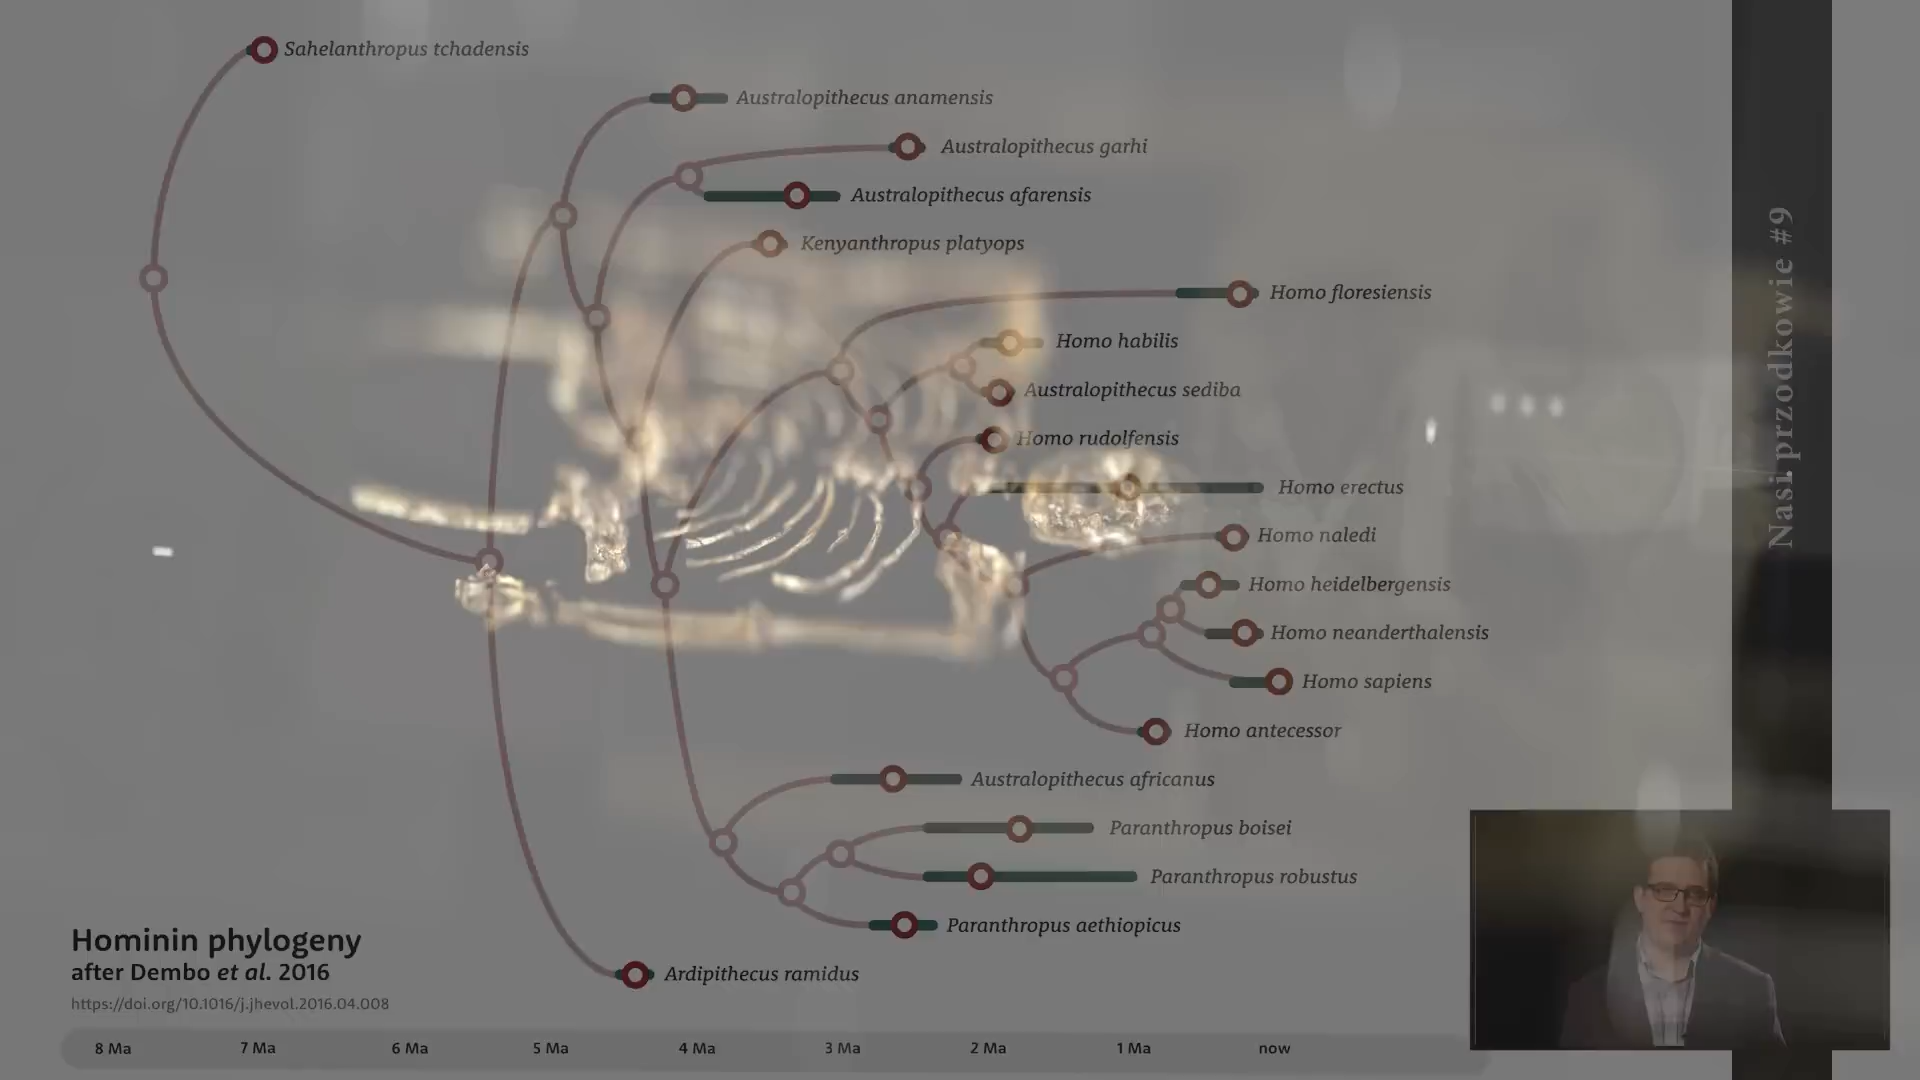 Sahelanthropus tchadensis
Australopithecus anamensis
Australopithecus garhi
Australopithecus afarensis
Kenyanthropus platyops
Homo floresiensis
Homo habilis
Australopithecus sediba
Homo rudolfensis
Homo erectus
Homo naledi
Homo heidelbergensis
Homo neanderthalensis
Homo sapiens
Homo antecessor
Australopithecus africanus
Paranthropus boisei
Paranthropus robustus
Paranthropus aethiopicus
Ardipithecus ramidus
Hominin phylogeny
after Dembo et al. 2016
https://doi.org/10.1016/j.jhevol.2016.04.008
8 Ma 7 Ma 6 Ma 5 Ma 4 Ma 3 Ma 2 Ma 1 Ma now
Nasi przodkowie #9